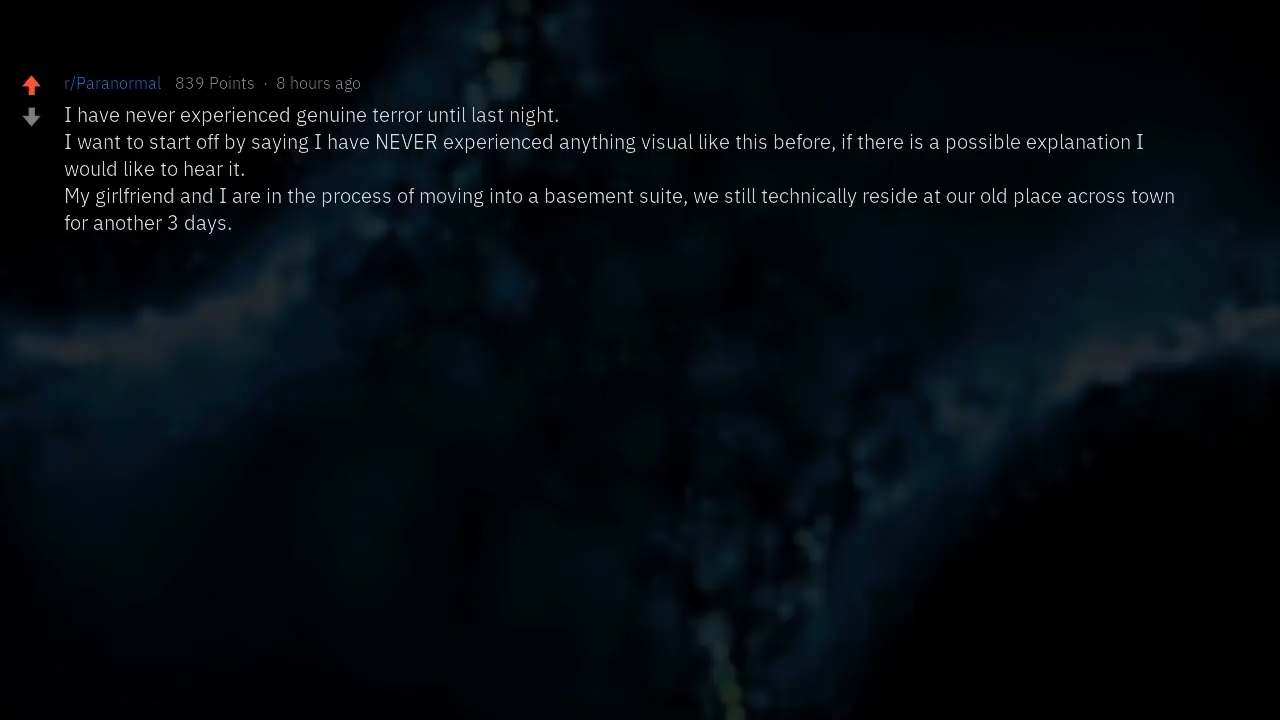 r/Paranormal 839 Points · 8 hours ago
I have never experienced genuine terror until last night.
I want to start off by saying I have NEVER experienced anything visual like this before, if there is a possible explanation I
would like to hear it.
My girlfriend and I are in the process of moving into a basement suite, we still technically reside at our old place across town
for another 3 days.